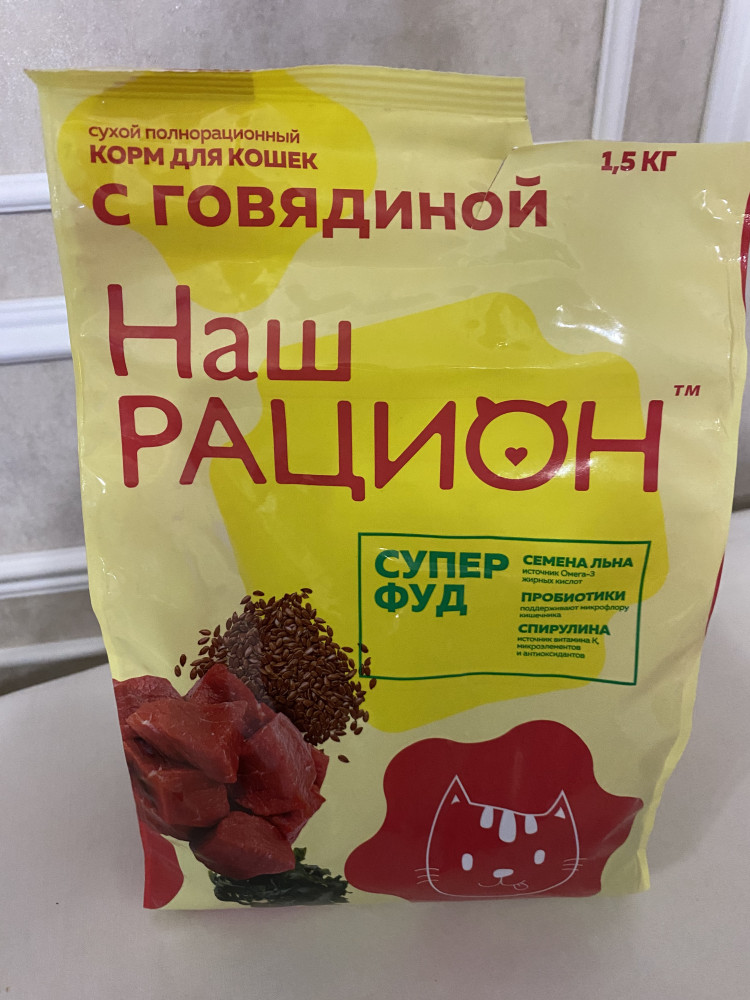 сухой полнорационный
КОРМ ДЛЯ КОШЕК
1,5 КГ
с говядиной
Наш
РАЦИОН ™
СУПЕР
ФУД
СЕМЕНА ЛЬНА
источник Омега-3
жирных кислот
ПРОБИОТИКИ
поддерживают микрофлору
кишечника
СПИРУЛИНА
источник витамина К,
микроэлементов
и антиоксидантов